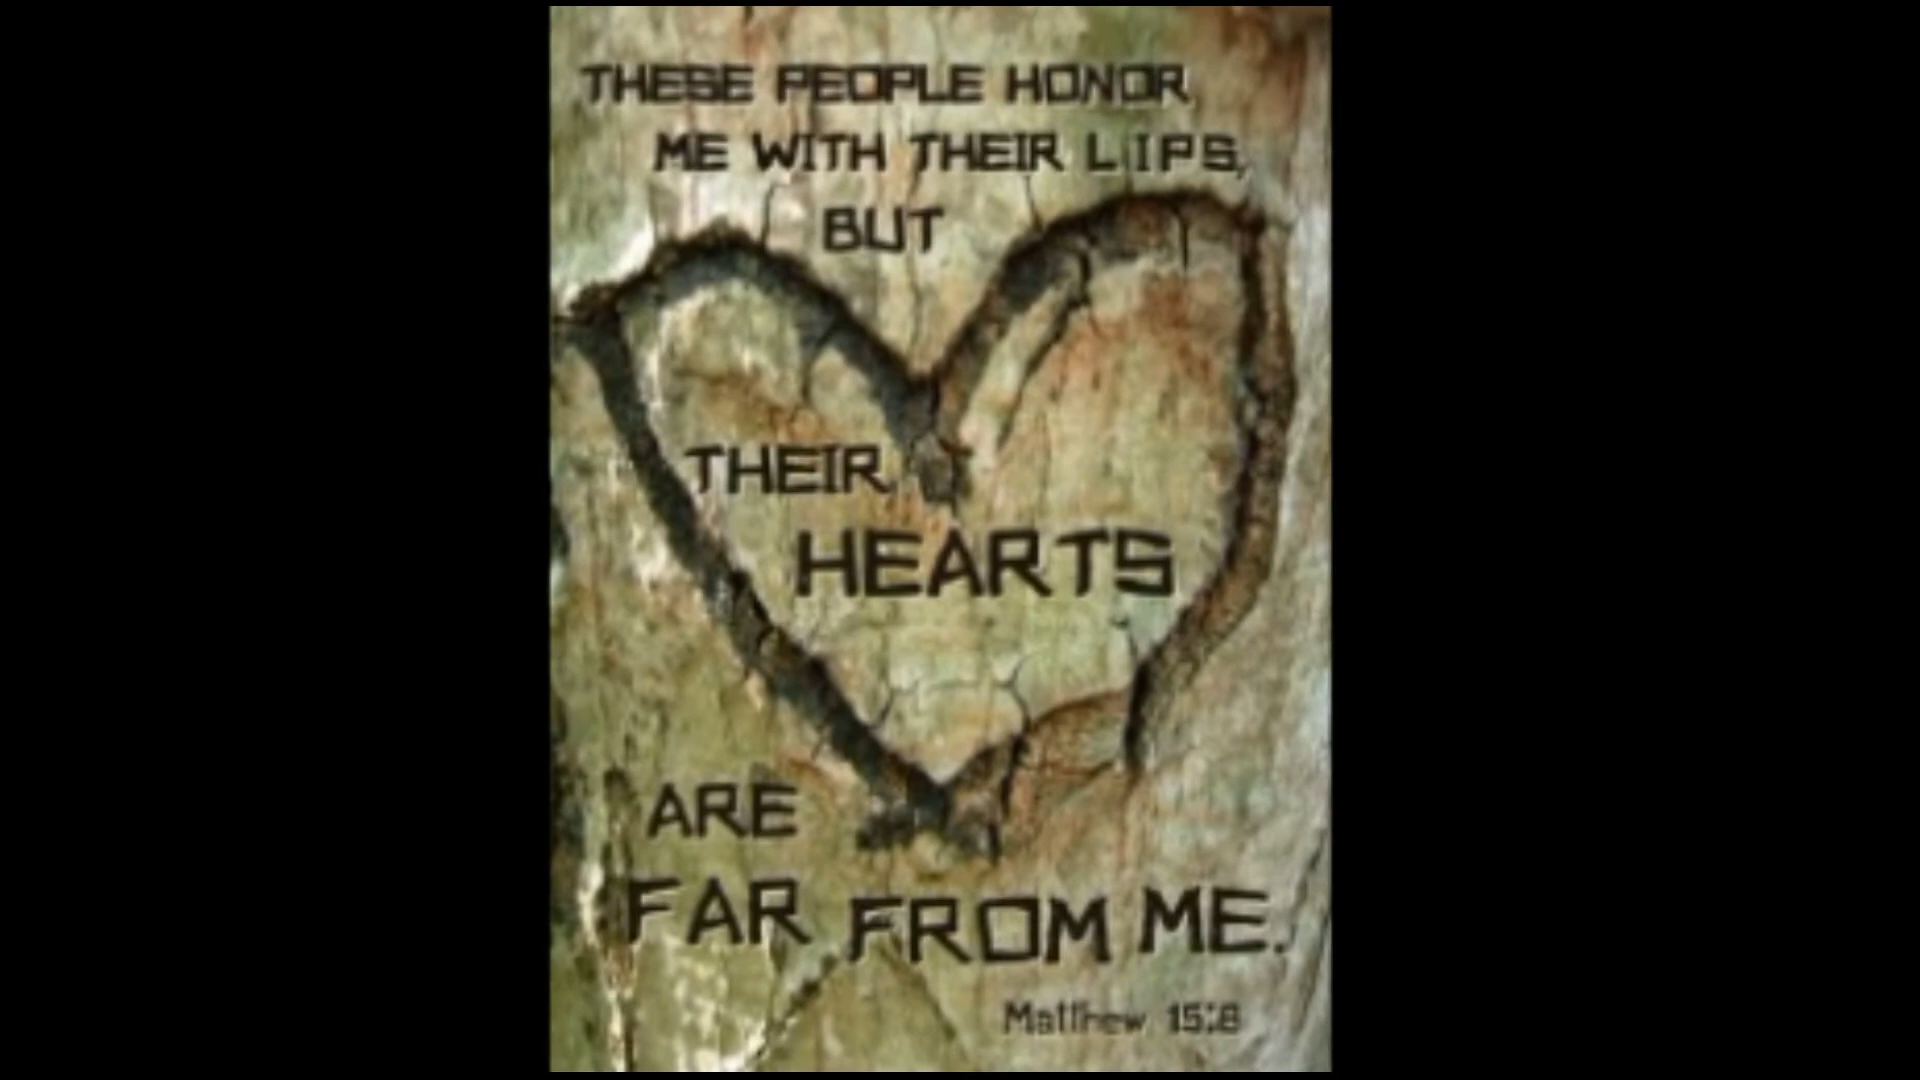 THESE PEOPLE HONOR
ME WITH THEIR LIPS,
BUT
THEIR
HEARTS
ARE
FAR FROM ME.
Matthew 15:8